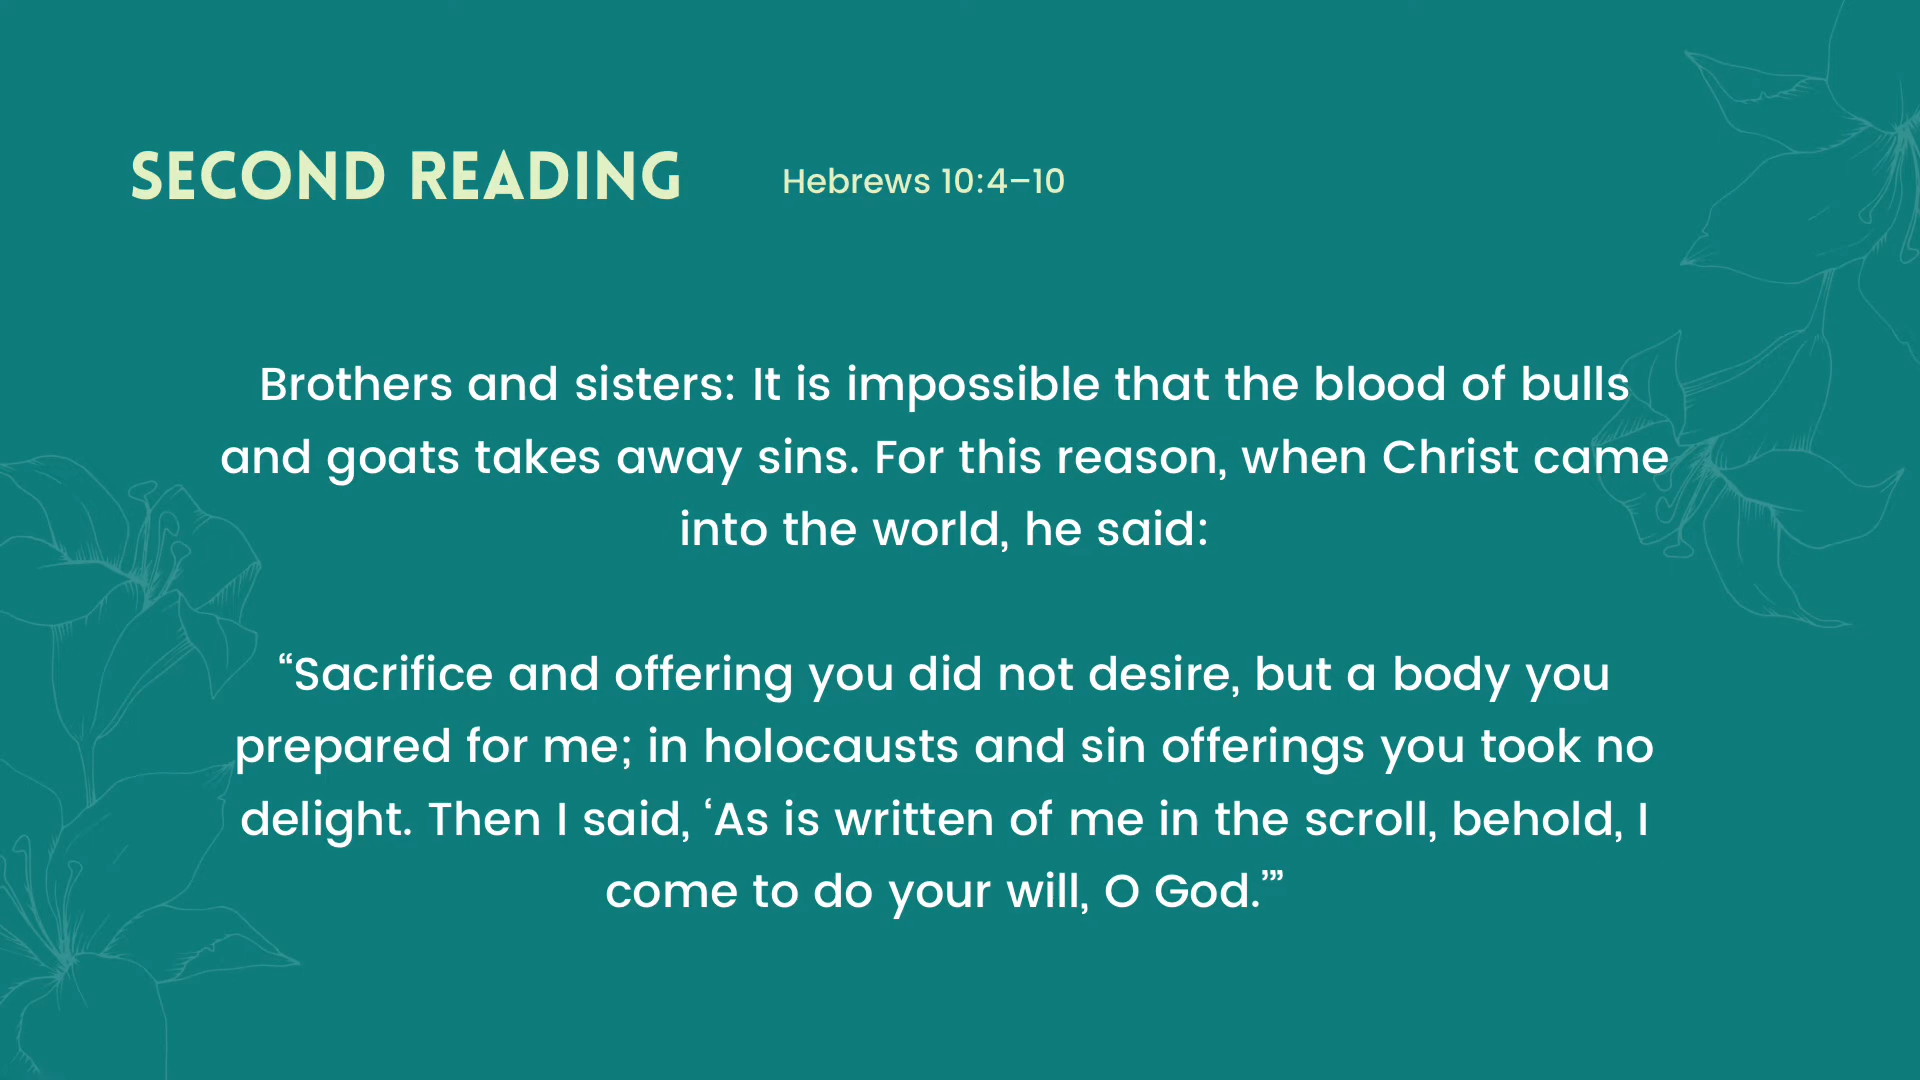 SECOND READING
Hebrews 10:4–10
Brothers and sisters: It is impossible that the blood of bulls
and goats takes away sins. For this reason, when Christ came
into the world, he said:
“Sacrifice and offering you did not desire, but a body you
prepared for me; in holocausts and sin offerings you took no
delight. Then I said, ‘As is written of me in the scroll, behold, I
come to do your will, O God.’”